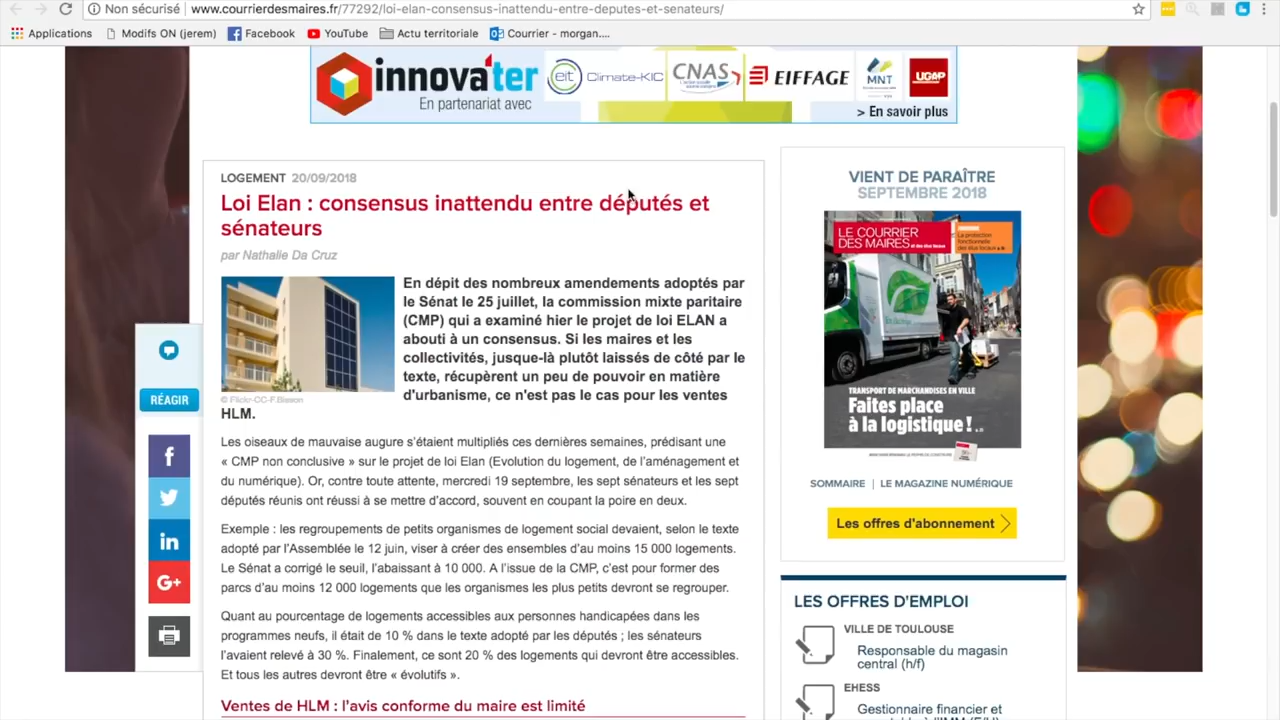 Non sécurisé | www.courrierdesmaires.fr/77292/loi-elan-consensus-inattendu-entre-deputes-et-senateurs/
Applications
Modifs ON (jerem)
Facebook
YouTube
Actu territoriale
Courrier - morgan....
innova'ter
En partenariat avec
eit
Climate-KIC
CNAS
EIFFAGE
MNT
UGAP
> En savoir plus
LOGEMENT 20/09/2018
Loi Elan : consensus inattendu entre députés et
sénateurs
par Nathalie Da Cruz
En dépit des nombreux amendements adoptés par
le Sénat le 25 juillet, la commission mixte paritaire
(CMP) qui a examiné hier le projet de loi ELAN a
abouti à un consensus. Si les maires et les
collectivités, jusque-là plutôt laissés de côté par le
texte, récupèrent un peu de pouvoir en matière
d'urbanisme, ce n'est pas le cas pour les ventes
© Flickr-CC-F.Bisson
HLM.
Les oiseaux de mauvaise augure s'étaient multipliés ces dernières semaines, prédisant une
« CMP non conclusive » sur le projet de loi Elan (Evolution du logement, de l'aménagement et
du numérique). Or, contre toute attente, mercredi 19 septembre, les sept sénateurs et les sept
députés réunis ont réussi à se mettre d'accord, souvent en coupant la poire en deux.
Exemple : les regroupements de petits organismes de logement social devaient, selon le texte
adopté par l'Assemblée le 12 juin, viser à créer des ensembles d'au moins 15 000 logements.
Le Sénat a corrigé le seuil, l'abaissant à 10 000. A l'issue de la CMP, c'est pour former des
parcs d'au moins 12 000 logements que les organismes les plus petits devront se regrouper.
Quant au pourcentage de logements accessibles aux personnes handicapées dans les
programmes neufs, il était de 10 % dans le texte adopté par les députés ; les sénateurs
l'avaient relevé à 30 %. Finalement, ce sont 20 % des logements qui devront être accessibles.
Et tous les autres devront être « évolutifs ».
Ventes de HLM : l'avis conforme du maire est limité
RÉAGIR
f
in
G+
VIENT DE PARAÎTRE
SEPTEMBRE 2018
LE COURRIER
DES MAIRES et des élus locaux
La protection
fonctionnelle
des élus locaux
TRANSPORT DE MARCHANDISES EN VILLE
Faites place
à la logistique !
SOMMAIRE | LE MAGAZINE NUMÉRIQUE
Les offres d'abonnement
LES OFFRES D'EMPLOI
VILLE DE TOULOUSE
Responsable du magasin
central (h/f)
EHESS
Gestionnaire financier et